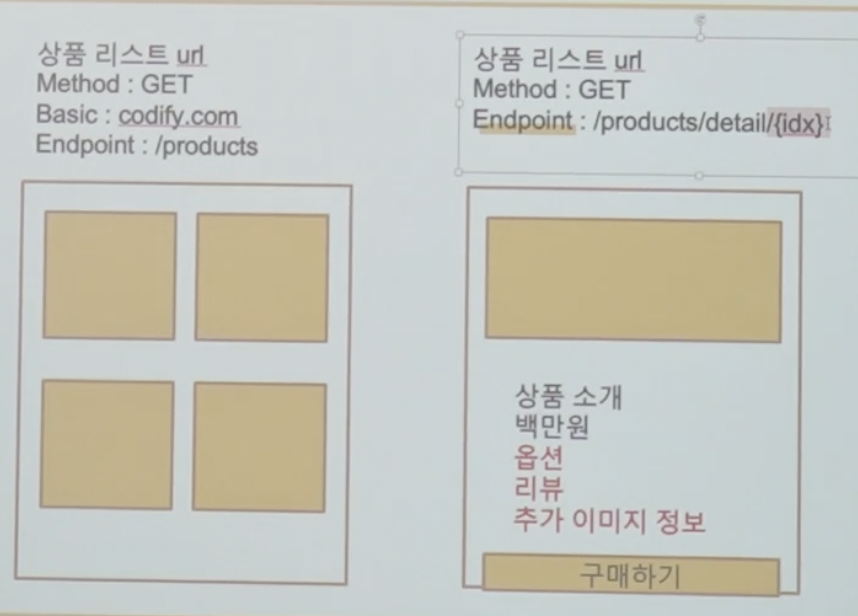 상품 리스트 url
Method : GET
Basic : codify.com
Endpoint : /products
상품 리스트 url
Method : GET
Endpoint : /products/detail/{idx}
상품 소개
백만원
옵션
리뷰
추가 이미지 정보
구매하기